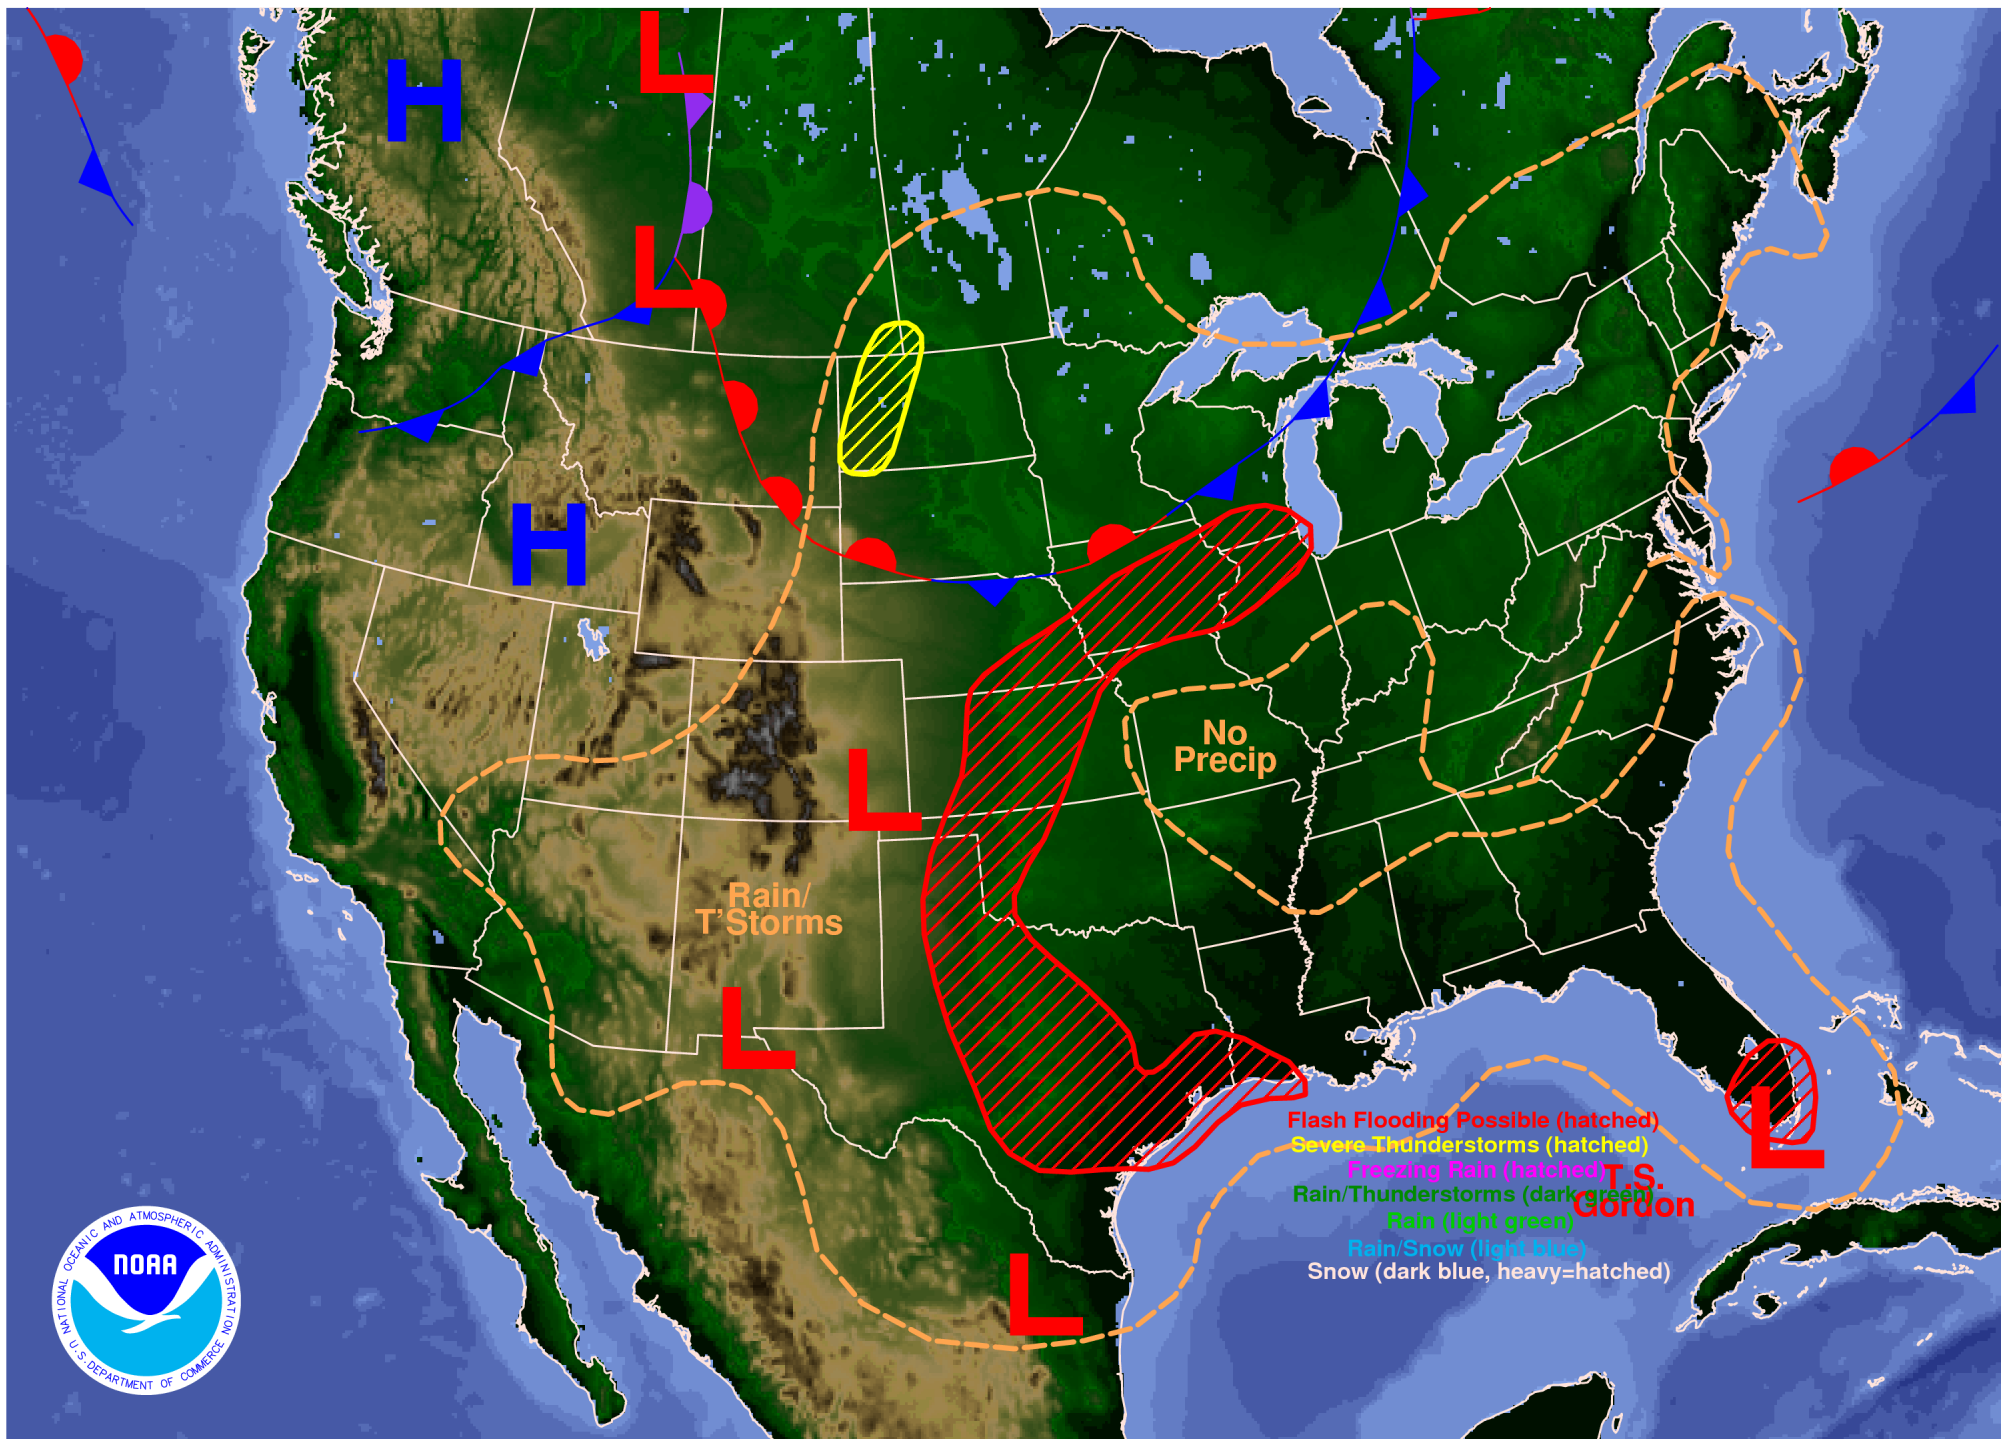 L
H
L
H
No
Precip
L
Rain/
T'Storms
L
L
Flash Flooding Possible (hatched)
Severe Thunderstorms (hatched)
Freezing Rain (hatched)
T.S.
Rain/Thunderstorms (dark green)
Gordon
Rain (light green)
Rain/Snow (light blue)
Snow (dark blue, heavy=hatched)
L
NATIONAL OCEANIC AND ATMOSPHERIC ADMINISTRATION
NOAA
U.S. DEPARTMENT OF COMMERCE